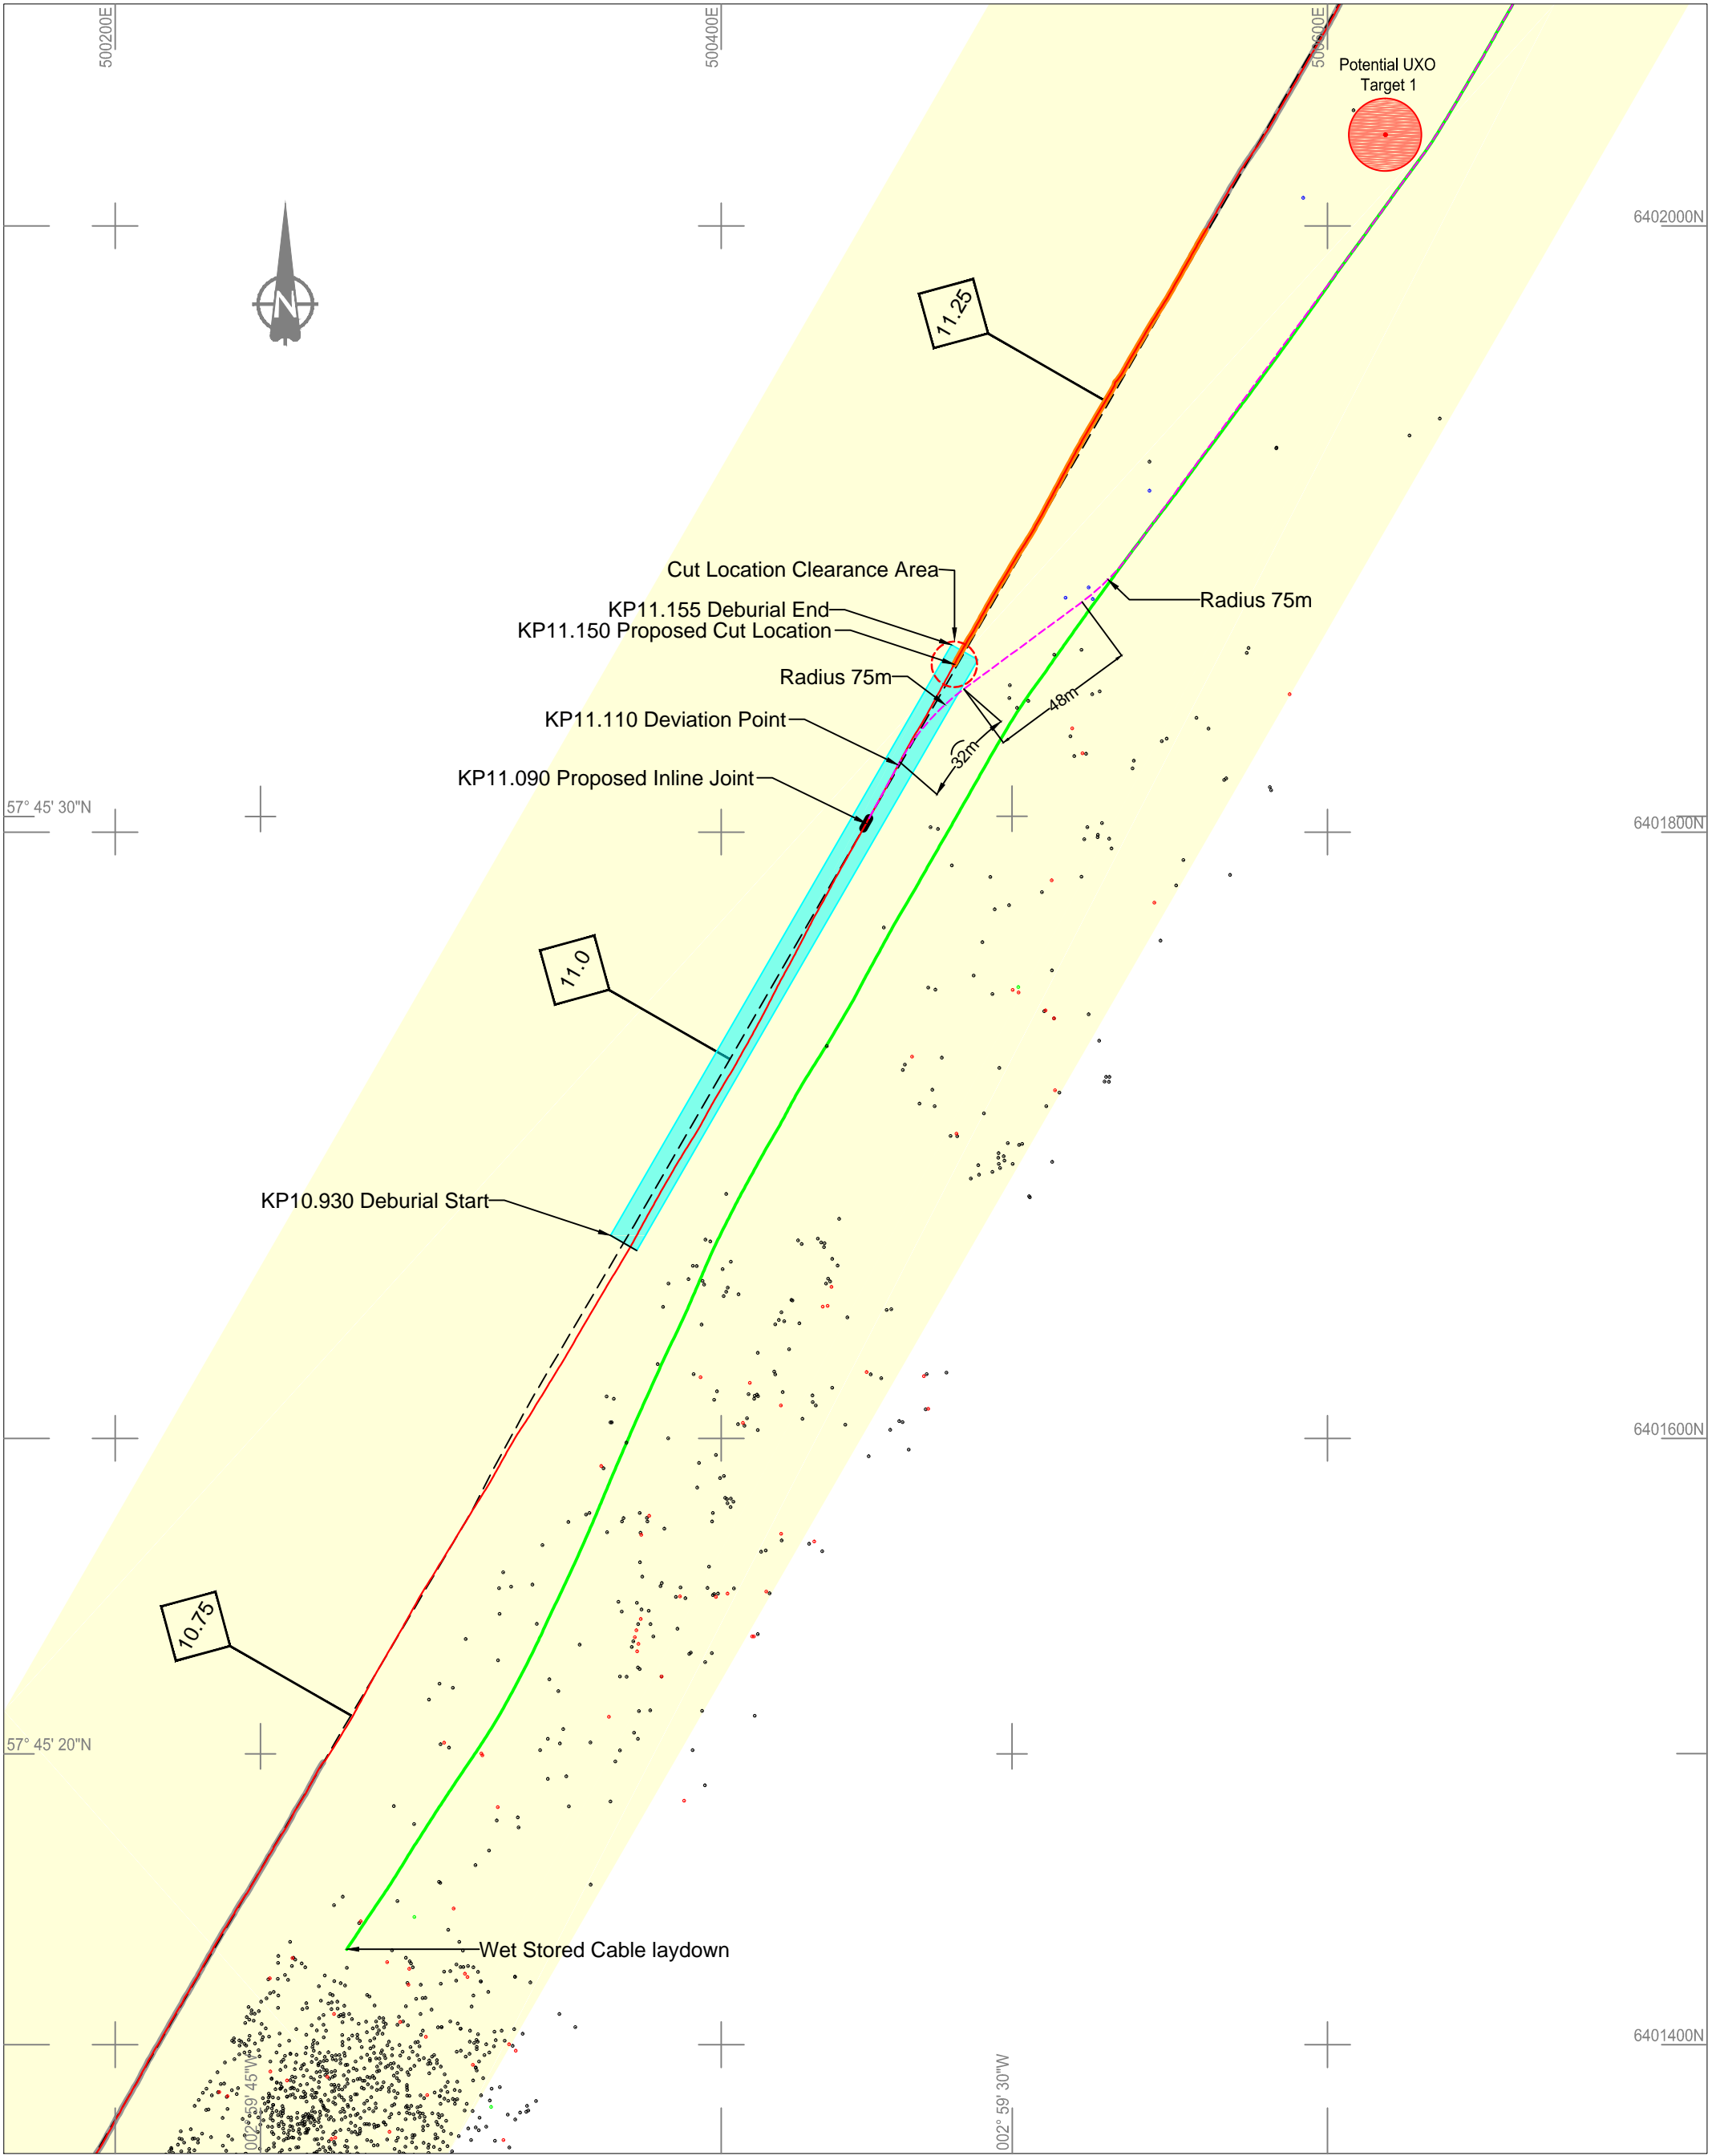 500200E
500400E
500600E
Potential UXO
Target 1
6402000N
N
11.25
Cut Location Clearance Area
KP11.155 Deburial End
KP11.150 Proposed Cut Location
Radius 75m
Radius 75m
48m
KP11.110 Deviation Point
32m
KP11.090 Proposed Inline Joint
57° 45' 30"N
6401800N
11.0
KP10.930 Deburial Start
6401600N
10.75
57° 45' 20"N
Wet Stored Cable laydown
6401400N
002° 59' 45"W
002° 59' 30"W